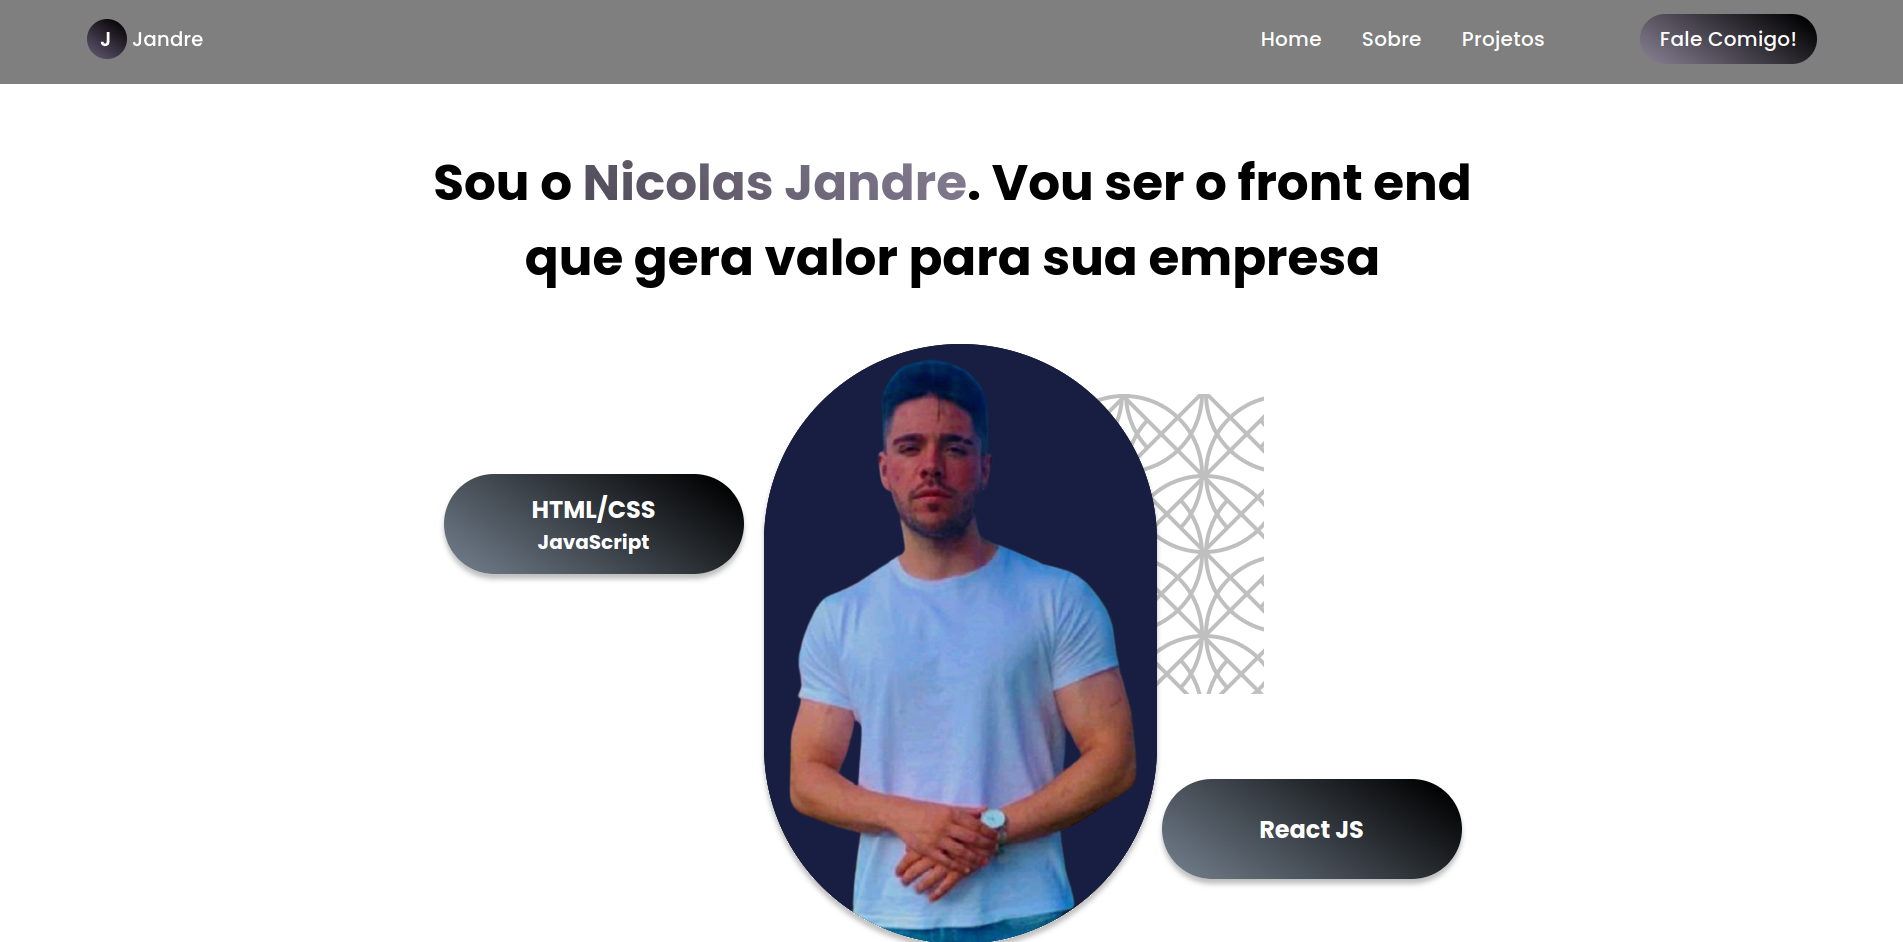 J Jandre
Home Sobre Projetos Fale Comigo!
Sou o Nicolas Jandre. Vou ser o front end
que gera valor para sua empresa
HTML/CSS
JavaScript
React JS